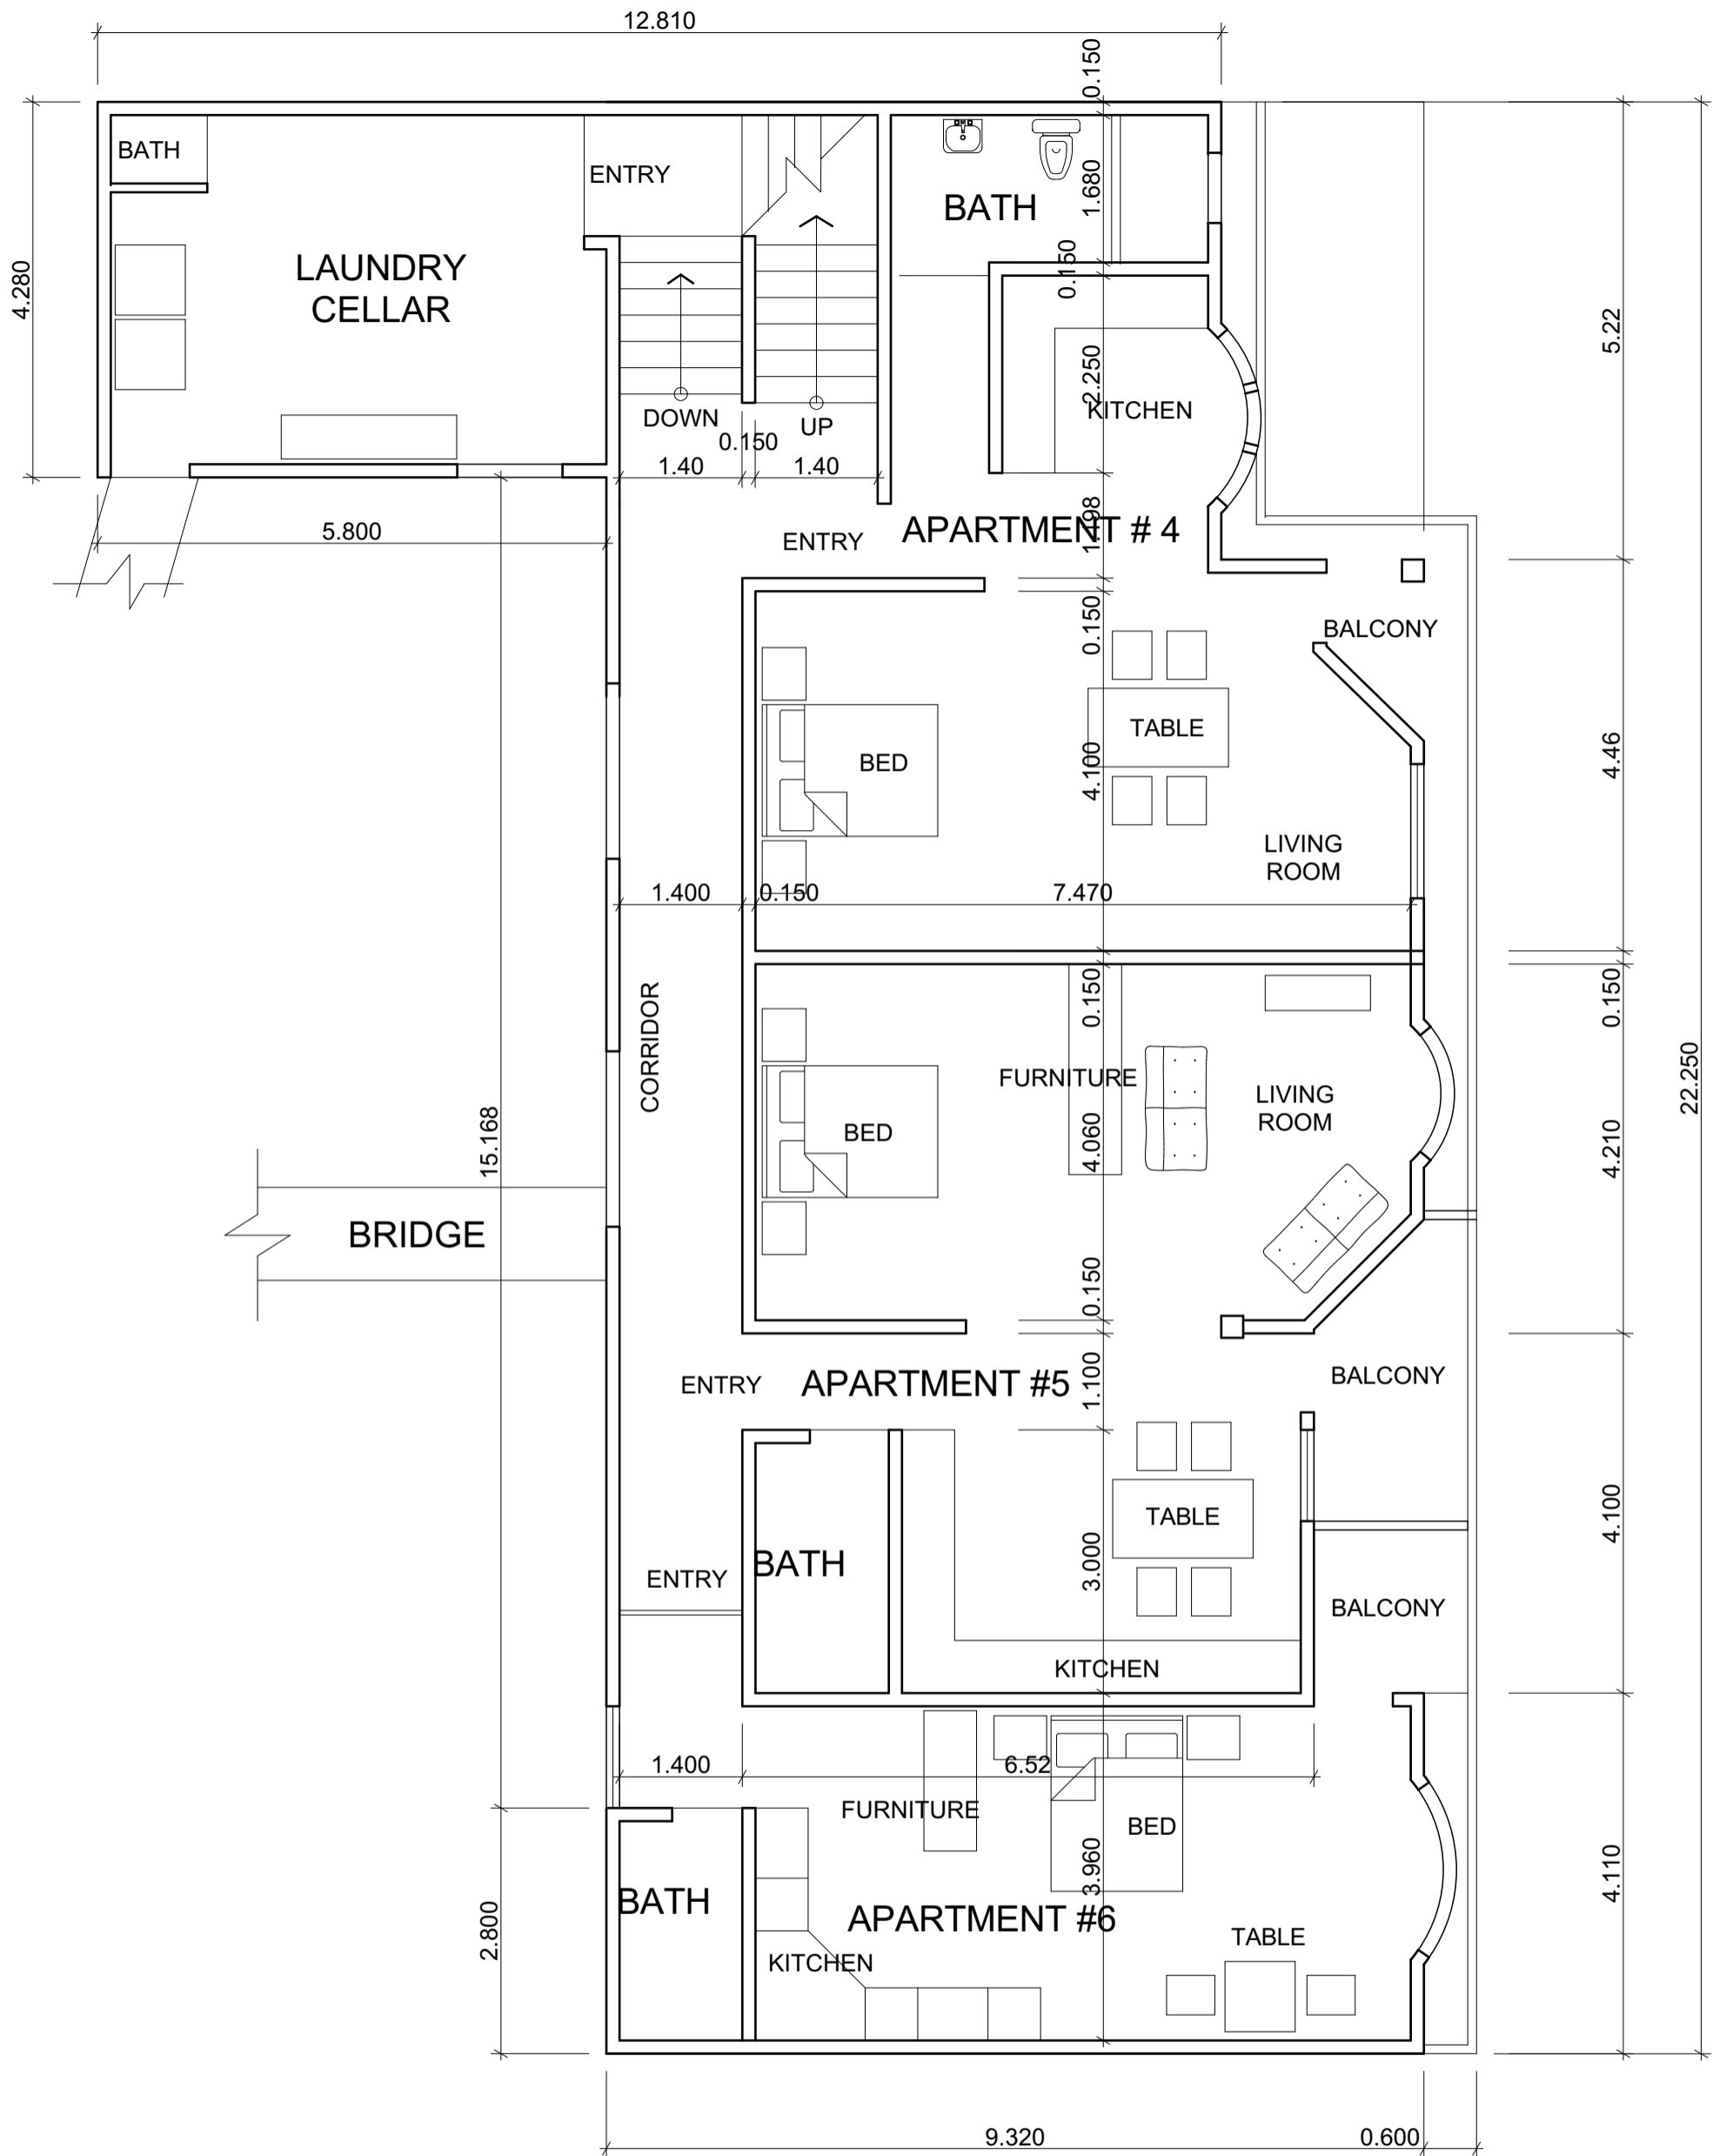 12.810
0.150
BATH
ENTRY
1.680
BATH
0.150
LAUNDRY
CELLAR
4.280
5.22
2.250
KITCHEN
DOWN
UP
0.150
1.40
1.40
1.198
5.800
ENTRY
APARTMENT # 4
0.150
BALCONY
TABLE
BED
4.100
4.46
LIVING
ROOM
1.400
0.150
7.470
CORRIDOR
0.150
0.150
22.250
FURNITURE
LIVING
ROOM
BED
4.060
4.210
15.168
BRIDGE
0.150
ENTRY
APARTMENT #5
1.100
BALCONY
TABLE
4.100
BATH
3.000
ENTRY
BALCONY
KITCHEN
1.400
6.52
FURNITURE
BED
3.960
4.110
BATH
APARTMENT #6
2.800
TABLE
KITCHEN
9.320
0.600